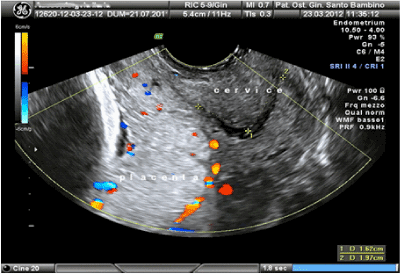 RIC 5-9/Gin
MI 0.7
Pat. Ost. Gin. Santo Bambino
12620-12-03-23-12
DUM=21.07.201
5.4cm / 11Hz
TIs 0.3
23.03.2012
11:35:12
Endometrium
10.50 - 4.00
Pwr 93 %
Gn -5
C6 / M4
E2
SRI II 4 / CRI 1
Pwr 100
Gn -6.6
Frq mezzo
Qual norm
WMF basset
PRF 0.9kHz
cervice
placenta
1 D 1.62cm
2 D 1.97cm
Cine 20
1.8 sec